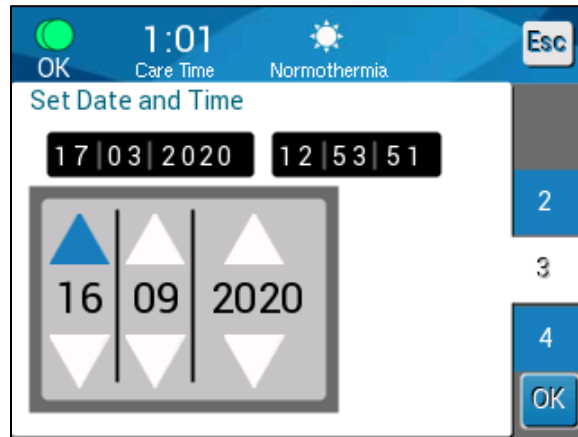 1:01
Esc
OK
Care Time
Normothermia
Set Date and Time
17|03|2020
12|53|51
2
16
09
2020
3
4
OK